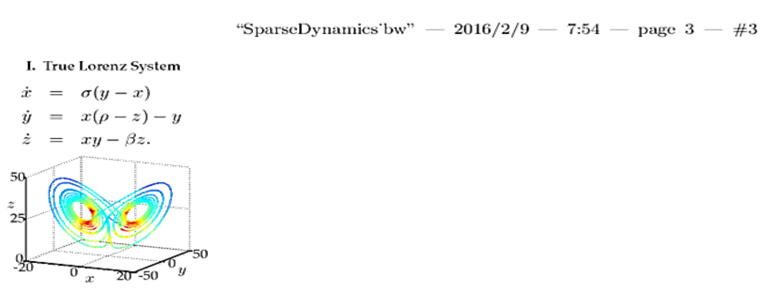 “SparseDynamics˙bw” — 2016/2/9 — 7:54 — page 3 — #3
I. True Lorenz System
ẋ = σ(y − x)
ẏ = x(ρ − z) − y
ż = xy − βz.
50
z
25
0
-20
0
x
20
-50
0
y
50